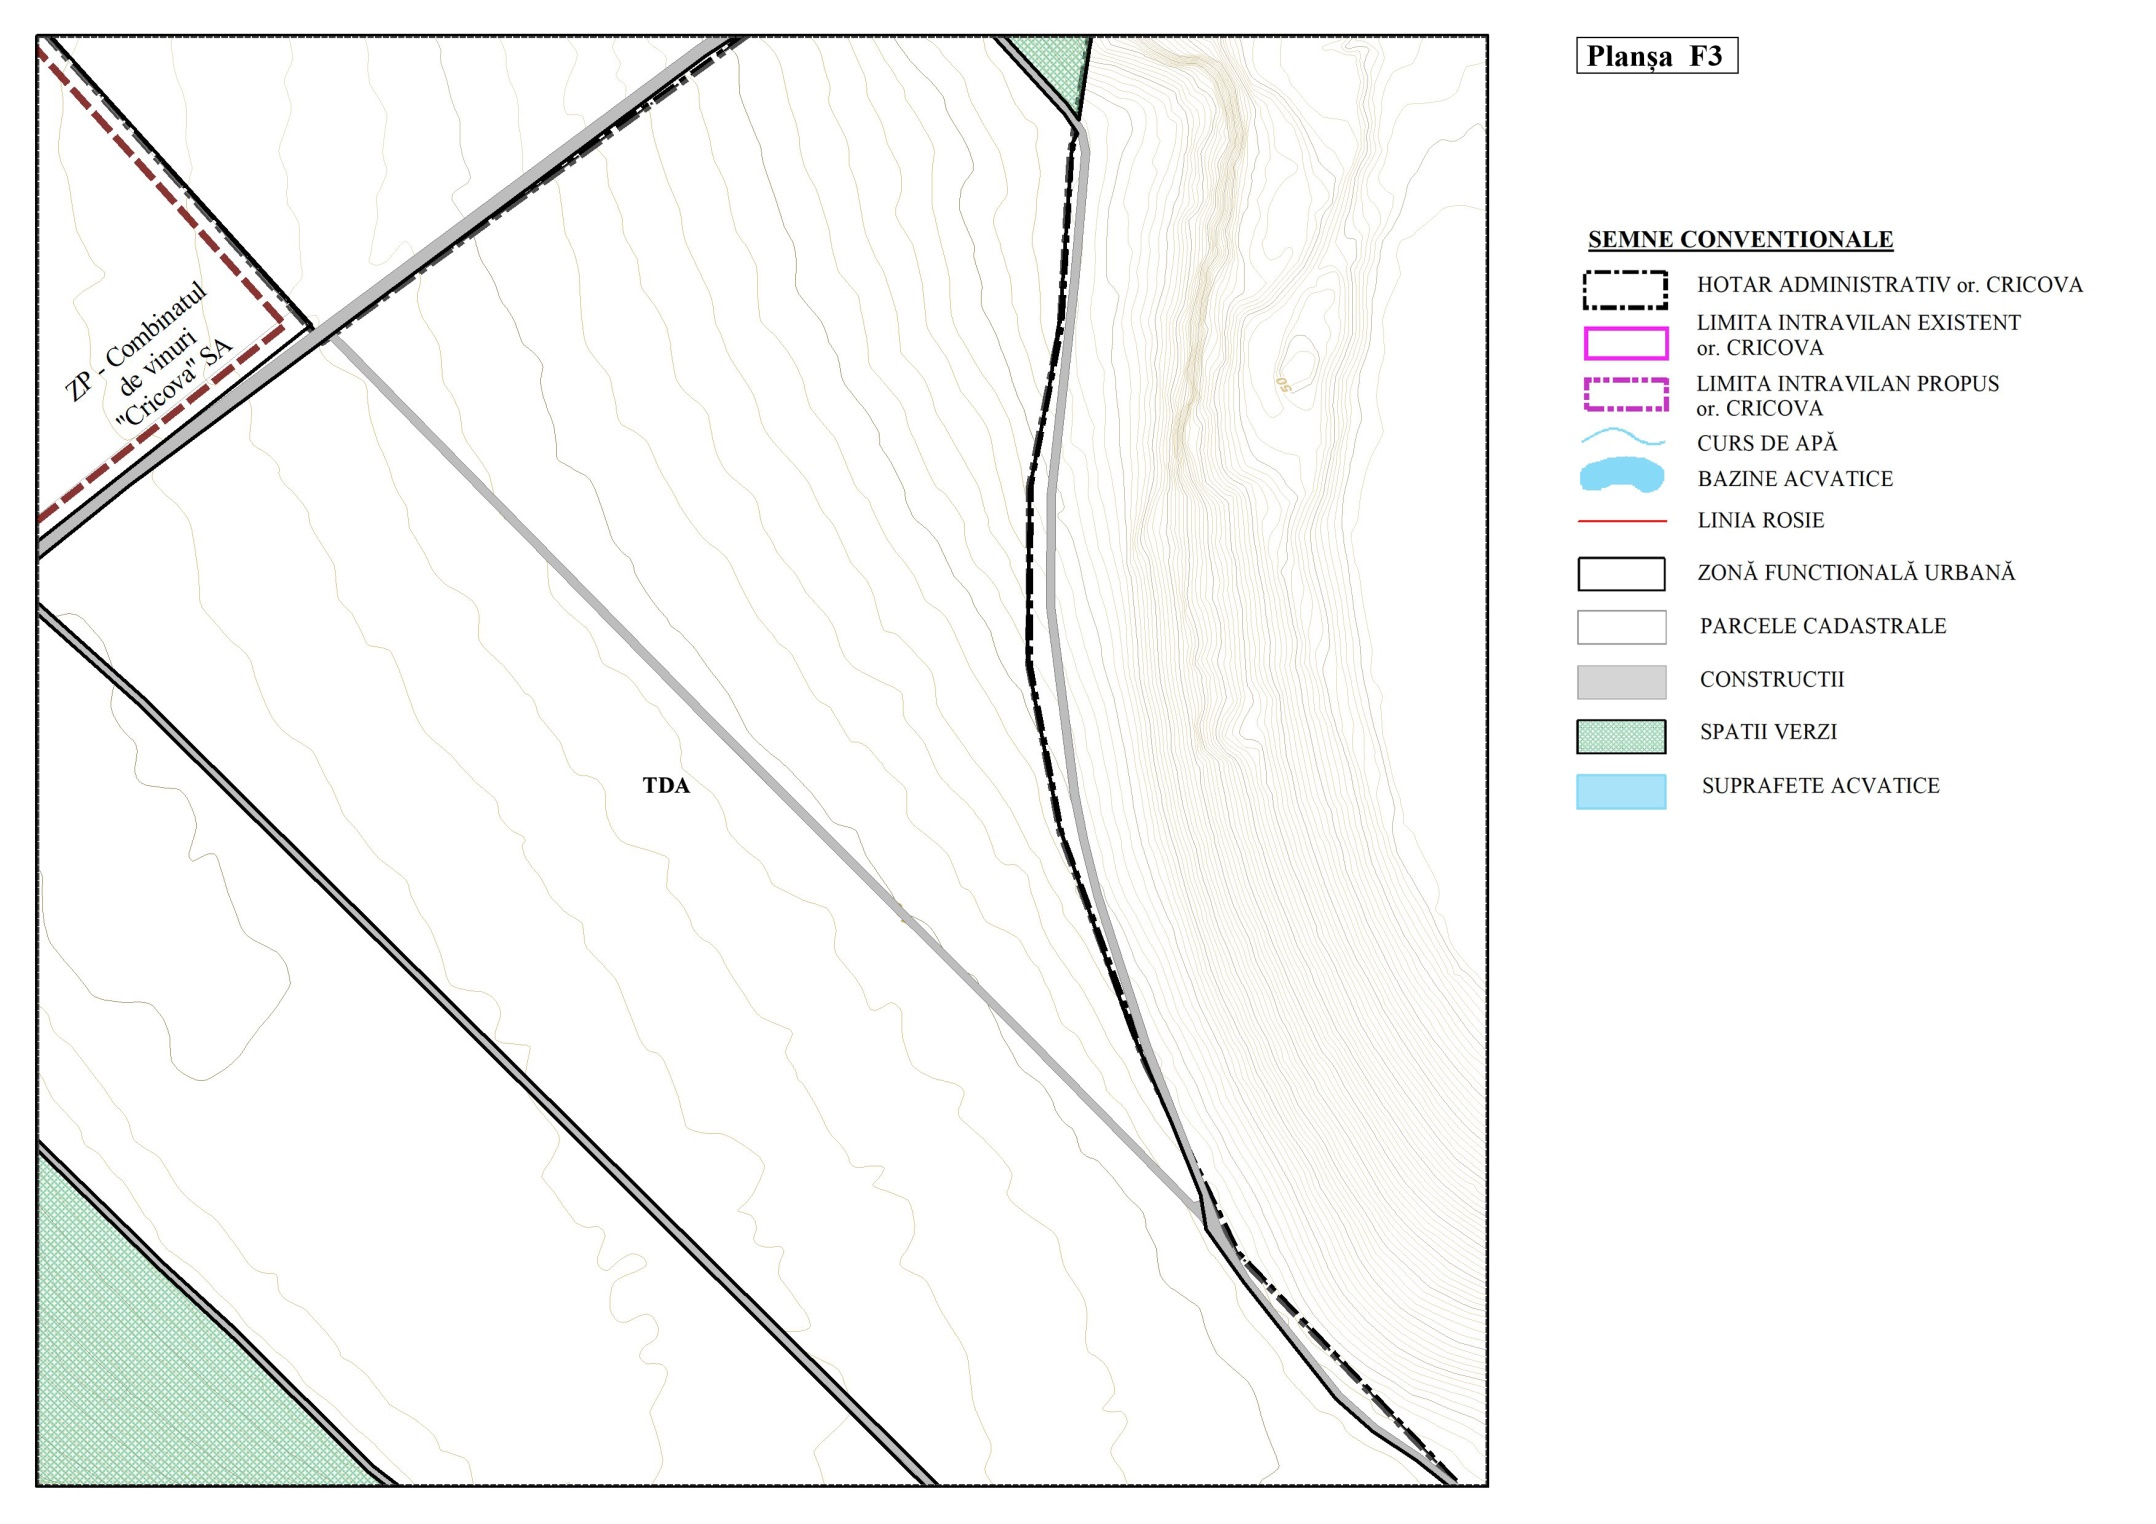 Planșa F3
SEMNE CONVENTIONALE
HOTAR ADMINISTRATIV or. CRICOVA
LIMITA INTRAVILAN EXISTENT
or. CRICOVA
LIMITA INTRAVILAN PROPUS
or. CRICOVA
CURS DE APĂ
BAZINE ACVATICE
LINIA ROSIE
ZONĂ FUNCTIONALĂ URBANĂ
PARCELE CADASTRALE
CONSTRUCTII
SPATII VERZI
SUPRAFETE ACVATICE
ZP - Combinatul
de vinuri
"Cricova" SA
50
TDA